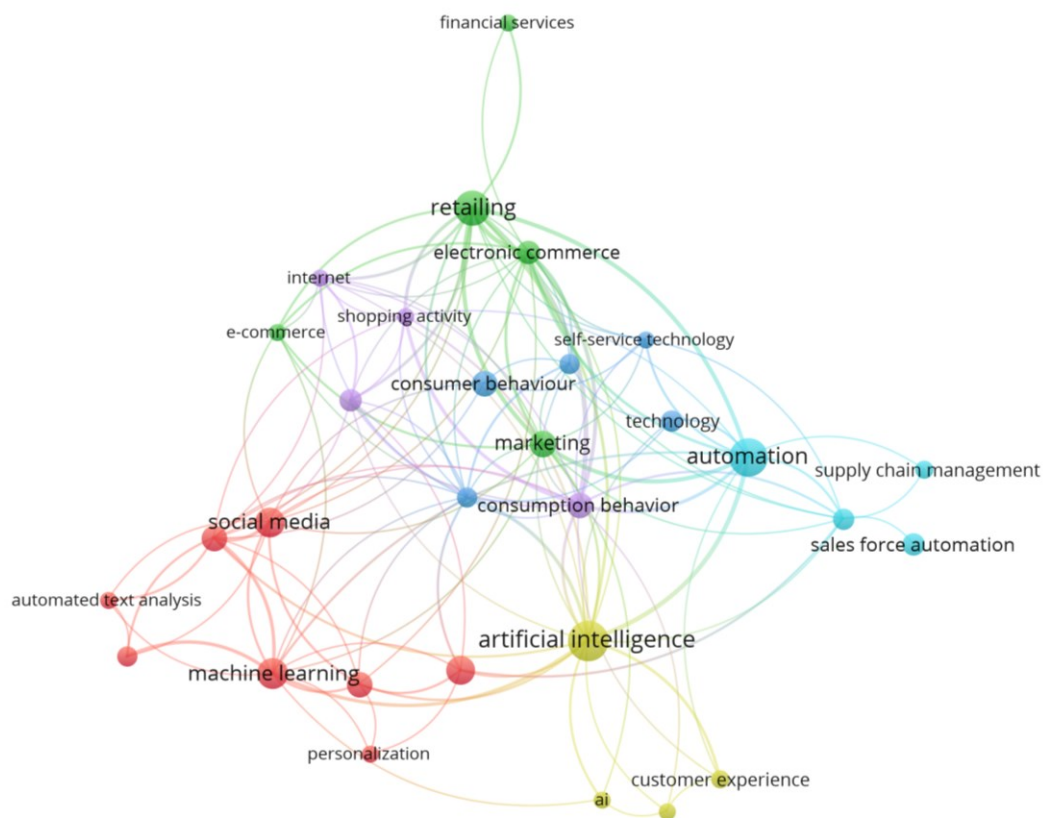 financial services
retailing
electronic commerce
internet
shopping activity
e-commerce
self-service technology
consumer behaviour
technology
marketing
automation
supply chain management
consumption behavior
social media
sales force automation
automated text analysis
artificial intelligence
machine learning
personalization
customer experience
ai